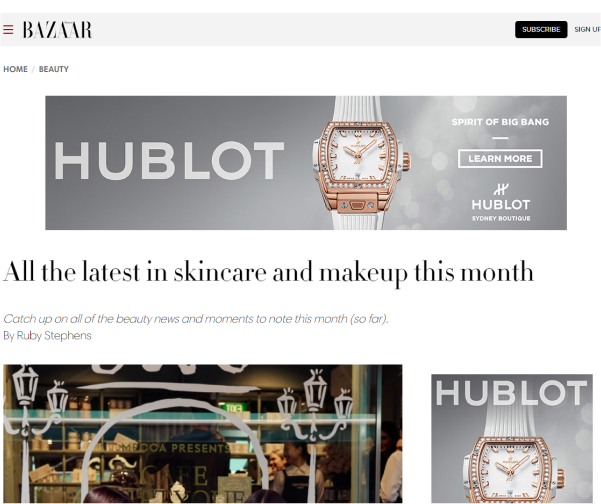 BAZAAR
SUBSCRIBE
SIGN UP
HOME / BEAUTY
HUBLOT
SPIRIT OF BIG BANG
LEARN MORE
HUBLOT
SYDNEY BOUTIQUE
All the latest in skincare and makeup this month
Catch up on all of the beauty news and moments to note this month (so far).
By Ruby Stephens
MECCA PRESENTS
HUBLOT